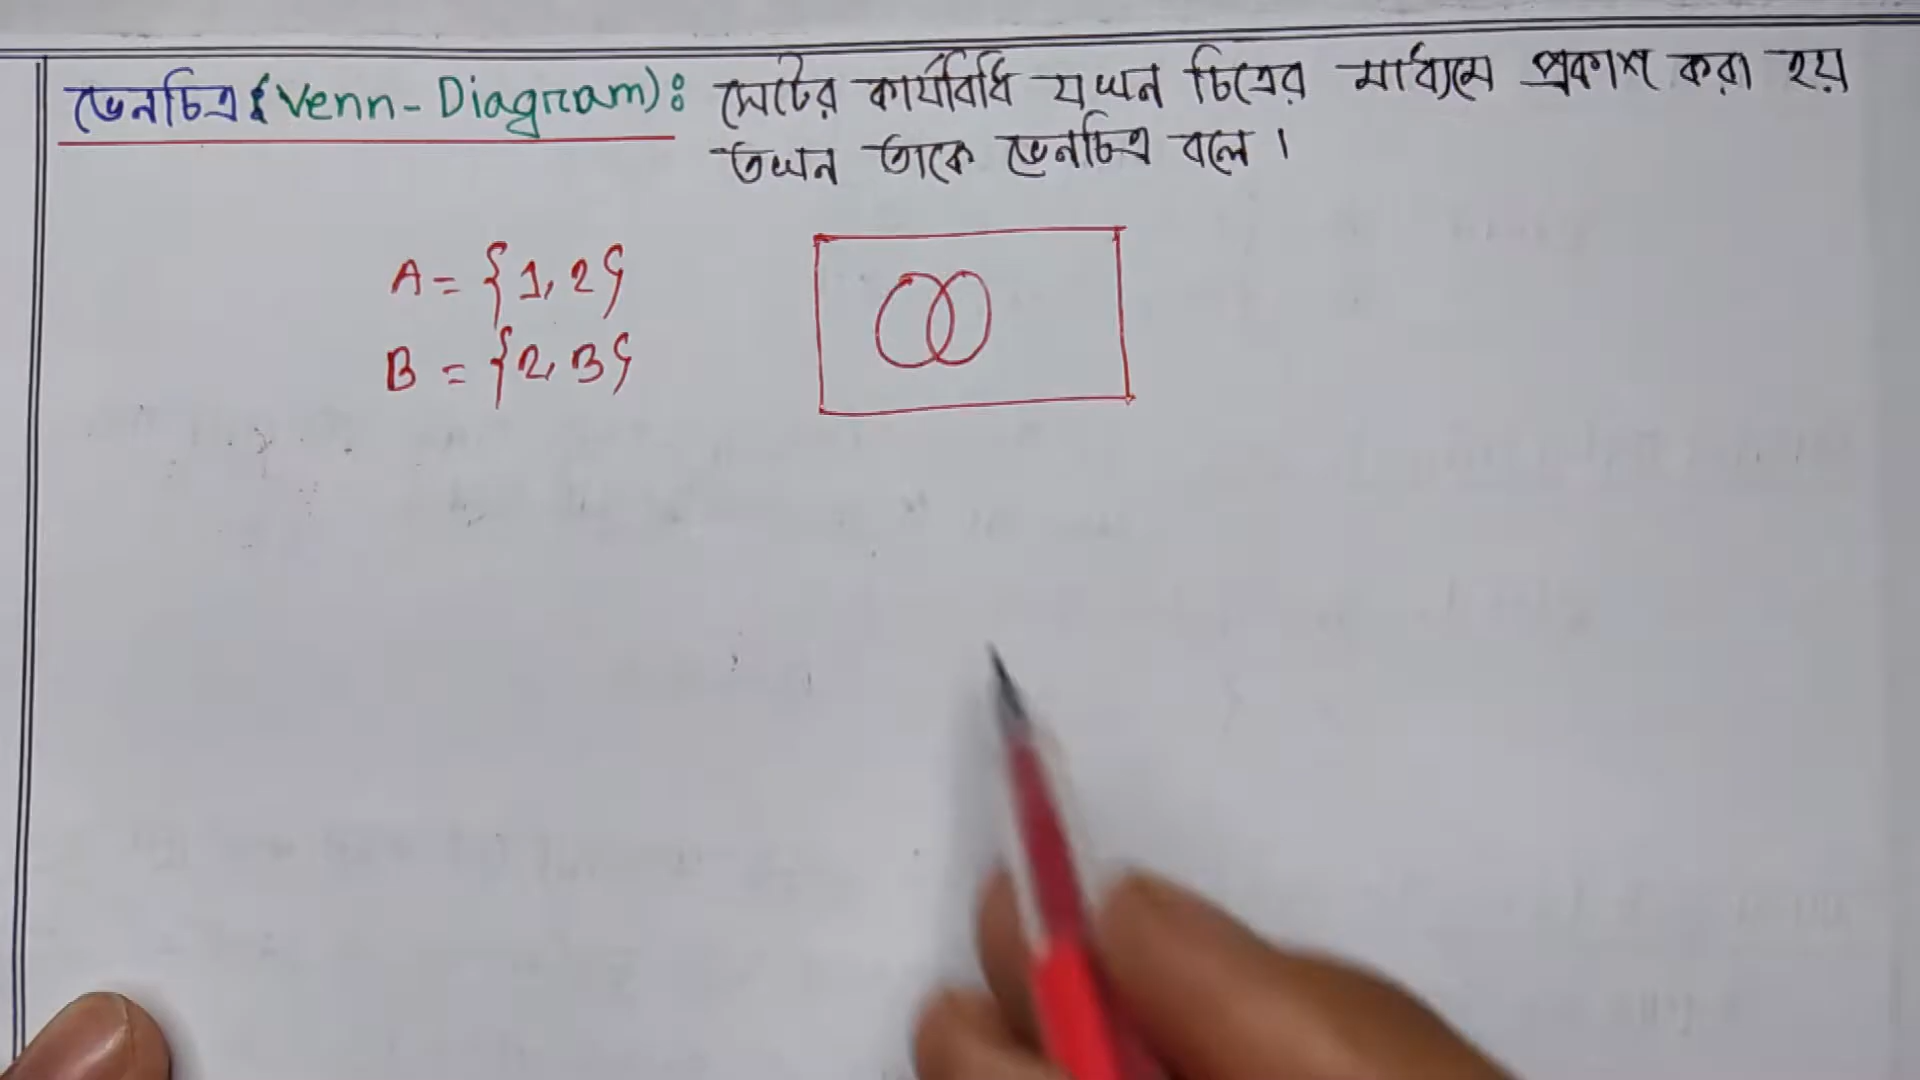 ভেনচিত্র (Venn-Diagram): সেটের কার্যবিধি যখন চিত্রের মাধ্যমে প্রকাশ করা হয়
তখন তাকে ভেনচিত্র বলে।
A = {1, 2}
B = {2, 3}